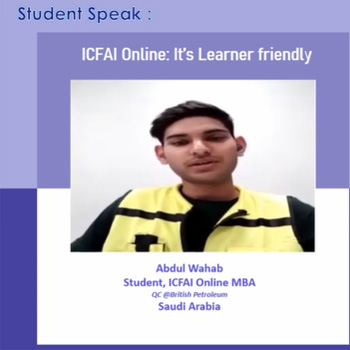 Student Speak :
ICFAI Online: It's Learner friendly
Abdul Wahab
Student, ICFAI Online MBA
QC @British Petroleum
Saudi Arabia